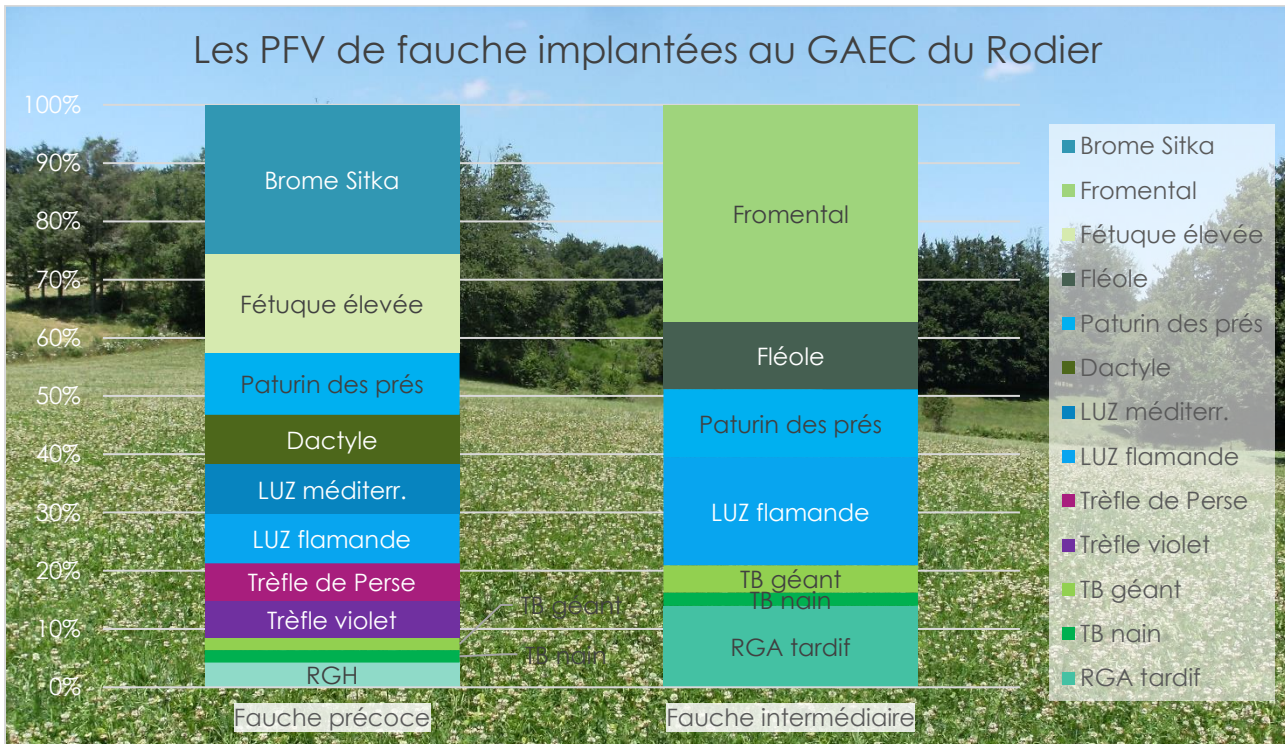 Les PFV de fauche implantées au GAEC du Rodier
100%
90%
80%
70%
60%
50%
40%
30%
20%
10%
0%
Brome Sitka
Fétuque élevée
Paturin des prés
Dactyle
LUZ méditerr.
LUZ flamande
Trèfle de Perse
Trèfle violet
TB géant
TB nain
RGH
Fauche précoce
Fromental
Fléole
Paturin des prés
LUZ flamande
TB géant
TB nain
RGA tardif
Fauche intermédiaire
Brome Sitka
Fromental
Fétuque élevée
Fléole
Paturin des prés
Dactyle
LUZ méditerr.
LUZ flamande
Trèfle de Perse
Trèfle violet
TB géant
TB nain
RGA tardif